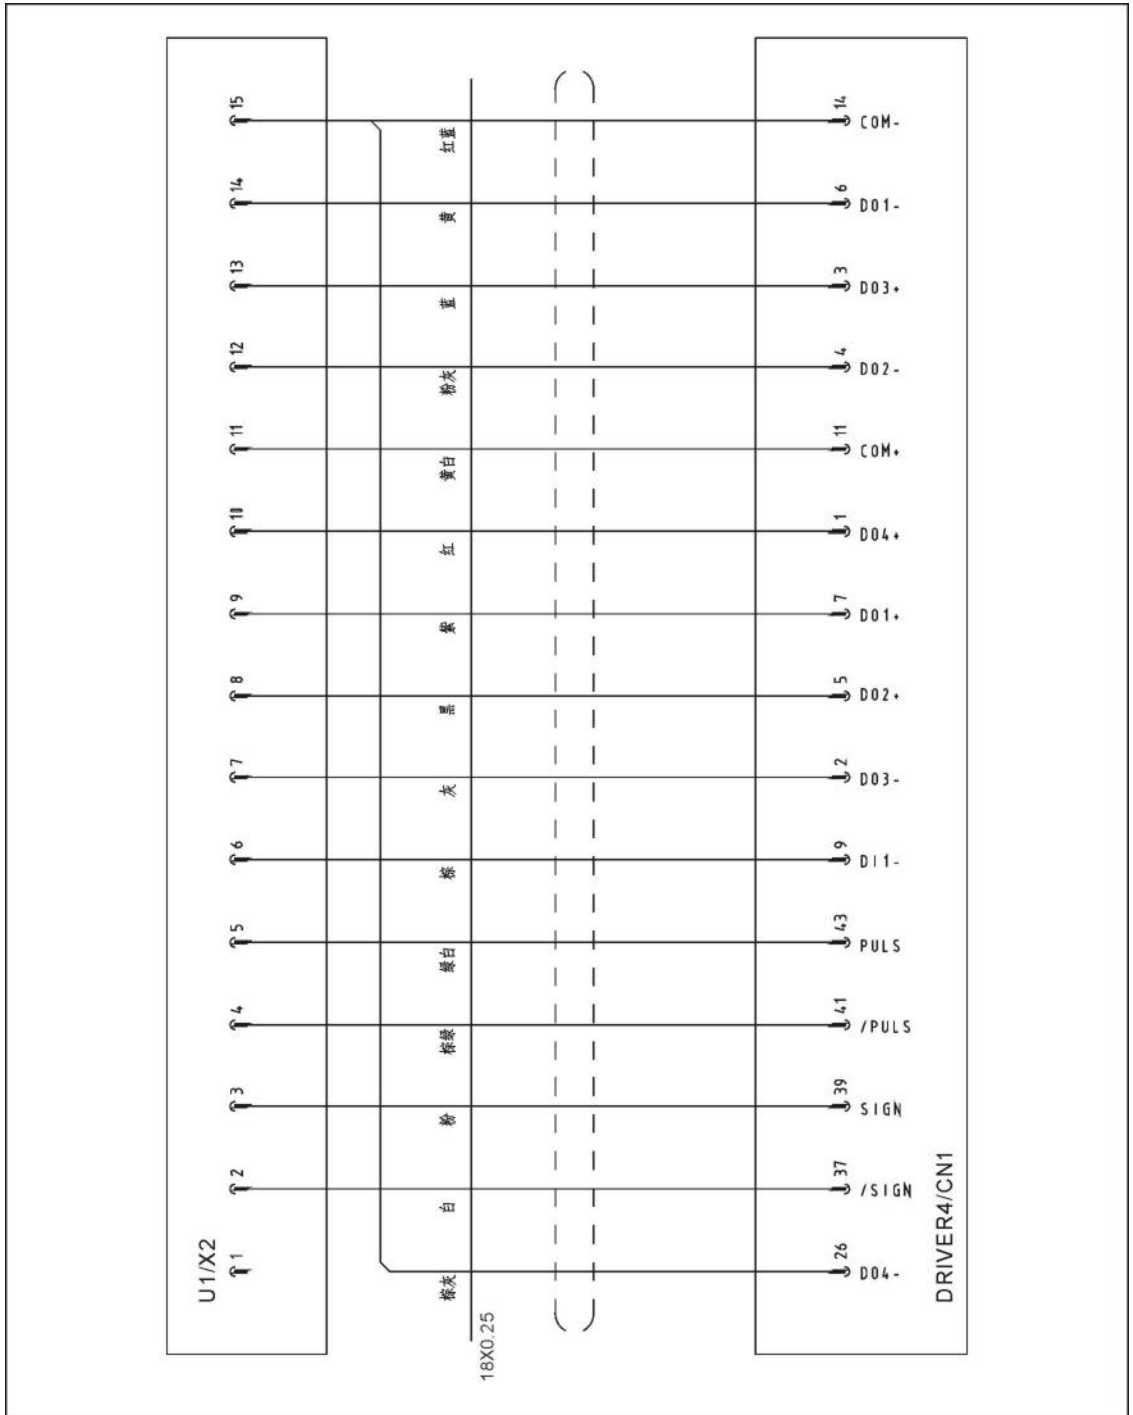 U1/X2
18X0.25
DRIVER4/CN1
15 红蓝 14 COM-
14 黄 6 DO1-
13 蓝 3 DO3+
12 粉灰 4 DO2-
11 黄白 11 COM+
10 红 1 DO4+
9 紫 7 DO1+
8 黑 5 DO2+
7 灰 2 DO3-
6 棕 9 DI1-
5 绿白 43 PULS
4 棕绿 41 /PULS
3 粉 39 SIGN
2 白 37 /SIGN
1 棕灰 26 DO4-